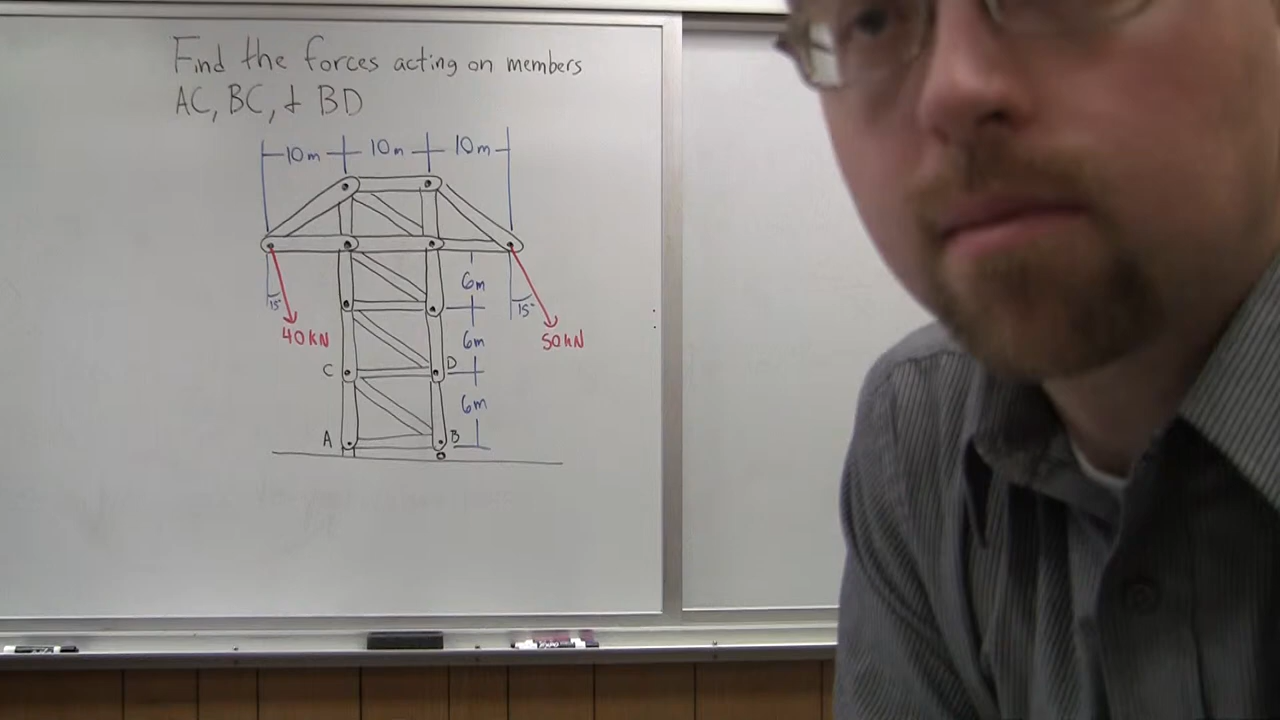 Find the forces acting on members
AC, BC, + BD
10m 10m 10m
6m
15°
15°
40kN
6m
50kN
C
D
6m
A
B